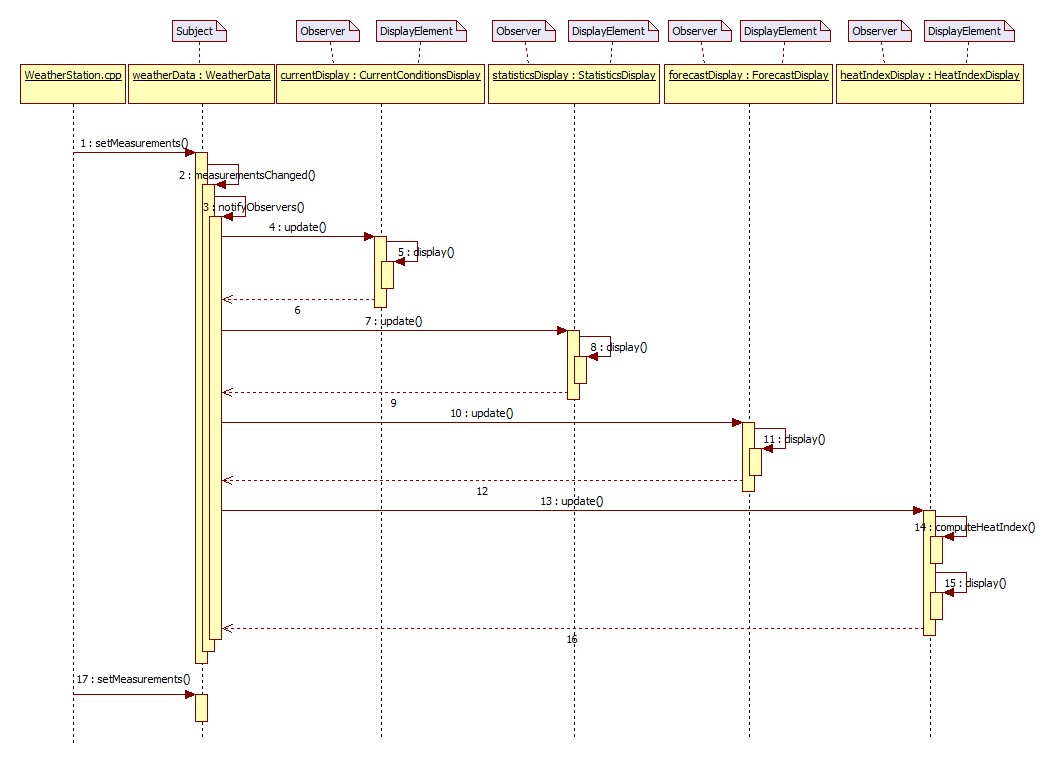 Subject
Observer
DisplayElement
Observer
DisplayElement
Observer
DisplayElement
Observer
DisplayElement
WeatherStation.cpp
weatherData : WeatherData
currentDisplay : CurrentConditionsDisplay
statisticsDisplay : StatisticsDisplay
forecastDisplay : ForecastDisplay
heatIndexDisplay : HeatIndexDisplay
1 : setMeasurements()
2 : measurementsChanged()
3 : notifyObservers()
4 : update()
5 : display()
6
7 : update()
8 : display()
9
10 : update()
11 : display()
12
13 : update()
14 : computeHeatIndex()
15 : display()
16
17 : setMeasurements()